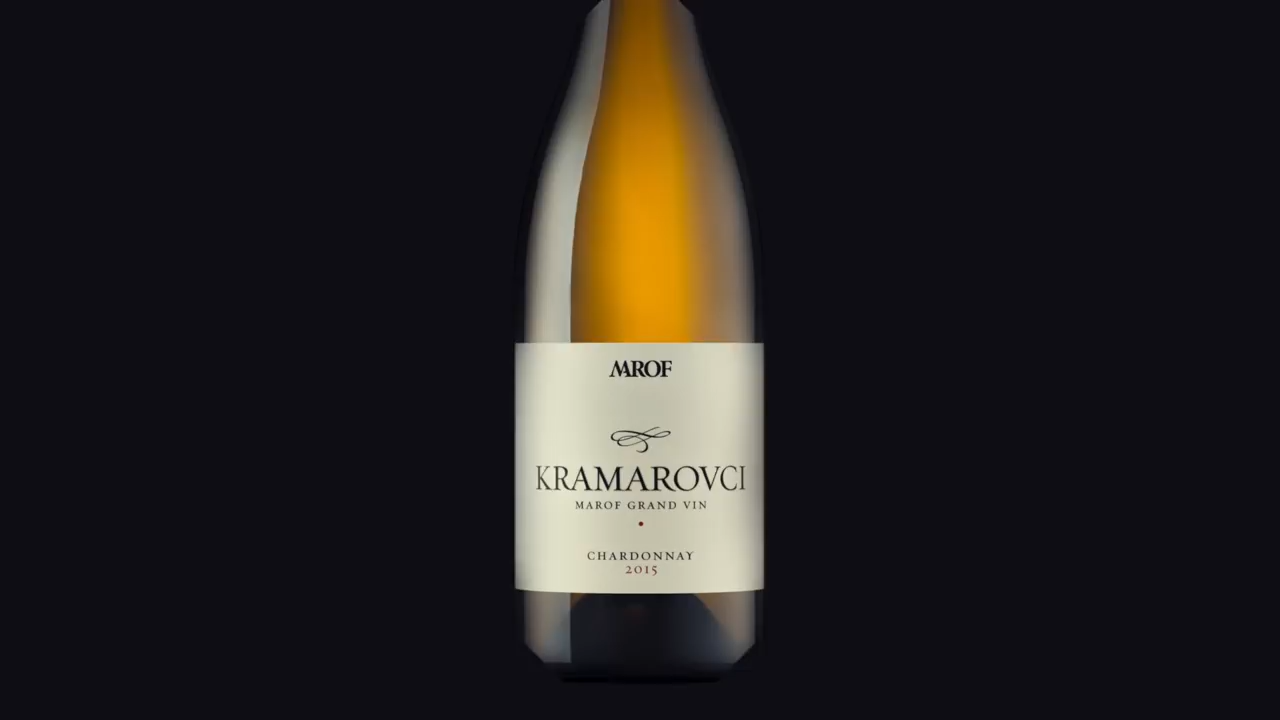 MAROF
KRAMAROVCI
MAROF GRAND VIN
CHARDONNAY
2015